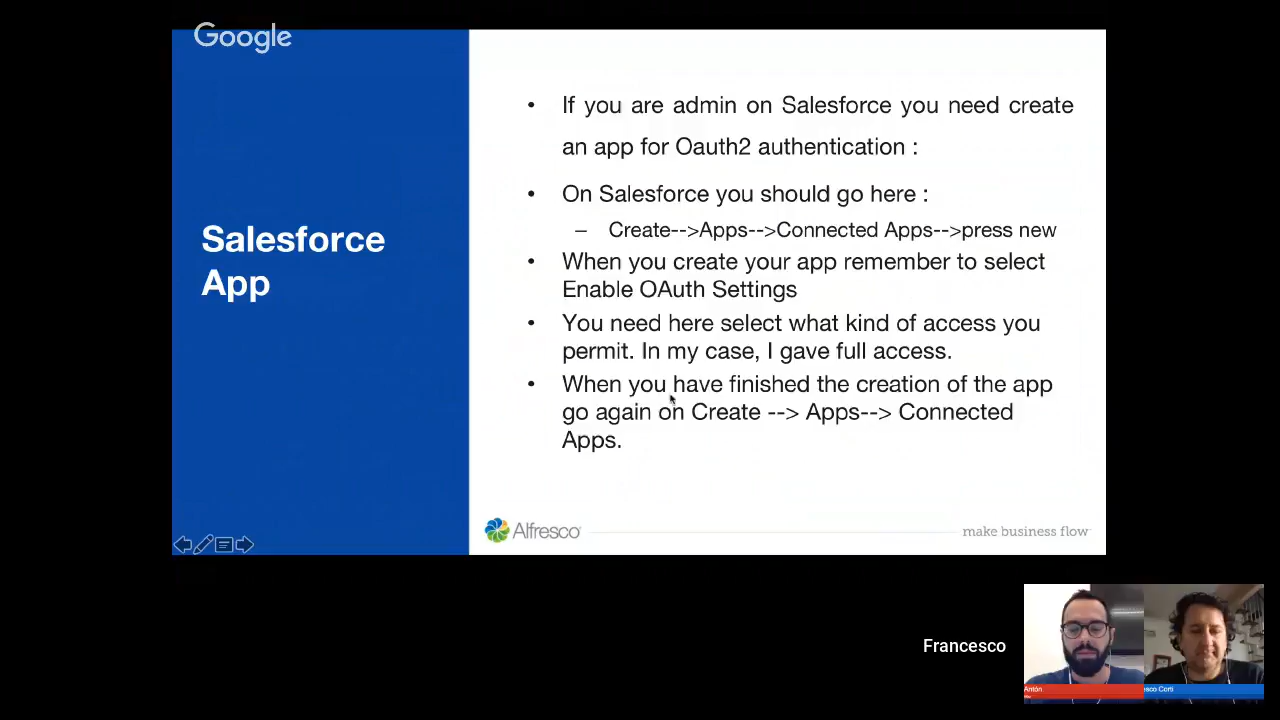 Google
Salesforce
App
• If you are admin on Salesforce you need create
an app for Oauth2 authentication :
• On Salesforce you should go here :
– Create-->Apps-->Connected Apps-->press new
• When you create your app remember to select
Enable OAuth Settings
• You need here select what kind of access you
permit. In my case, I gave full access.
• When you have finished the creation of the app
go again on Create --> Apps--> Connected
Apps.
Alfresco
make business flow
Francesco
Antón
esco Corti